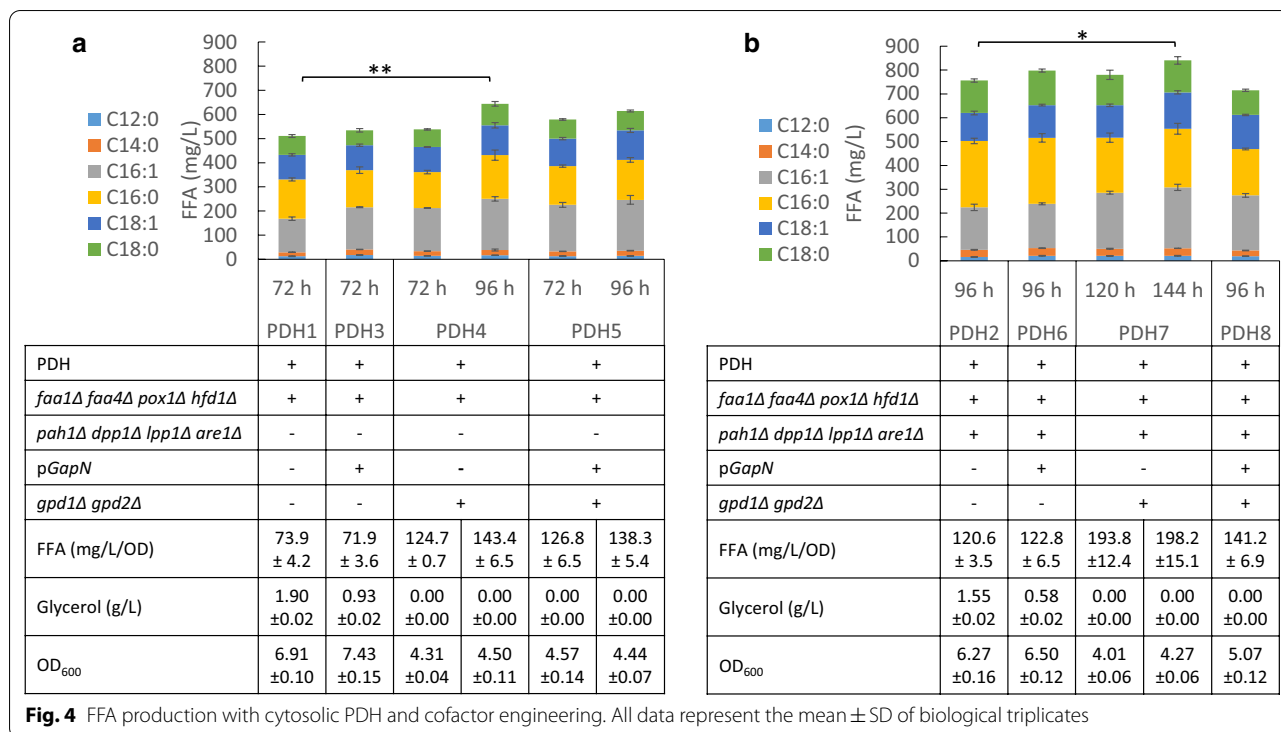 a
900
800
700
600
500
400
300
200
100
0
FFA (mg/L)
**
C12:0
C14:0
C16:1
C16:0
C18:1
C18:0
72 h 72 h 72 h 96 h 72 h 96 h
PDH1 PDH3 PDH4 PDH5
PDH + + + +
faa1Δ faa4Δ pox1Δ hfd1Δ + + + +
pah1Δ dpp1Δ lpp1Δ are1Δ - - - -
pGapN - + - +
gpd1Δ gpd2Δ - - + +
FFA (mg/L/OD) 73.9 ± 4.2 71.9 ± 3.6 124.7 ± 0.7 143.4 ± 6.5 126.8 ± 6.5 138.3 ± 5.4
Glycerol (g/L) 1.90 ±0.02 0.93 ±0.02 0.00 ±0.00 0.00 ±0.00 0.00 ±0.00 0.00 ±0.00
OD600 6.91 ±0.10 7.43 ±0.15 4.31 ±0.04 4.50 ±0.11 4.57 ±0.14 4.44 ±0.07
b
900
800
700
600
500
400
300
200
100
0
FFA (mg/L)
*
C12:0
C14:0
C16:1
C16:0
C18:1
C18:0
96 h 96 h 120 h 144 h 96 h
PDH2 PDH6 PDH7 PDH8
PDH + + + +
faa1Δ faa4Δ pox1Δ hfd1Δ + + + +
pah1Δ dpp1Δ lpp1Δ are1Δ + + + +
pGapN - + - +
gpd1Δ gpd2Δ - - + +
FFA (mg/L/OD) 120.6 ± 3.5 122.8 ± 6.5 193.8 ±12.4 198.2 ±15.1 141.2 ± 6.9
Glycerol (g/L) 1.55 ±0.02 0.58 ±0.02 0.00 ±0.00 0.00 ±0.00 0.00 ±0.00
OD600 6.27 ±0.16 6.50 ±0.12 4.01 ±0.06 4.27 ±0.06 5.07 ±0.12
Fig. 4 FFA production with cytosolic PDH and cofactor engineering. All data represent the mean ± SD of biological triplicates